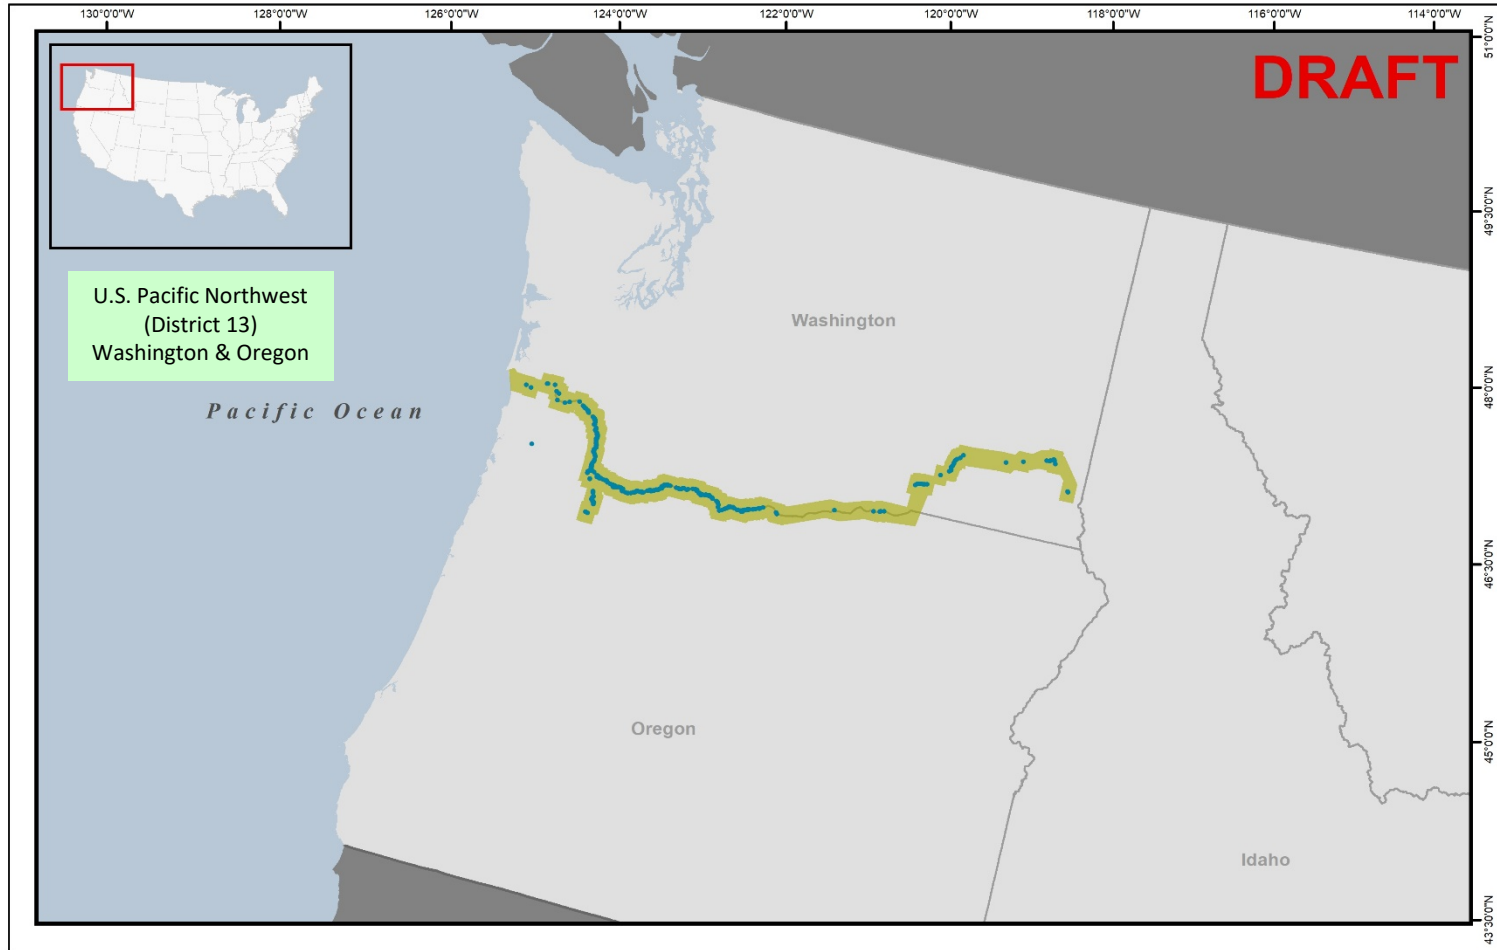 130°0'0"W
128°0'0"W
126°0'0"W
124°0'0"W
122°0'0"W
120°0'0"W
118°0'0"W
116°0'0"W
114°0'0"W
DRAFT
51°0'0"N
49°30'0"N
48°0'0"N
46°30'0"N
45°0'0"N
43°30'0"N
U.S. Pacific Northwest
(District 13)
Washington & Oregon
Washington
Pacific Ocean
Oregon
Idaho